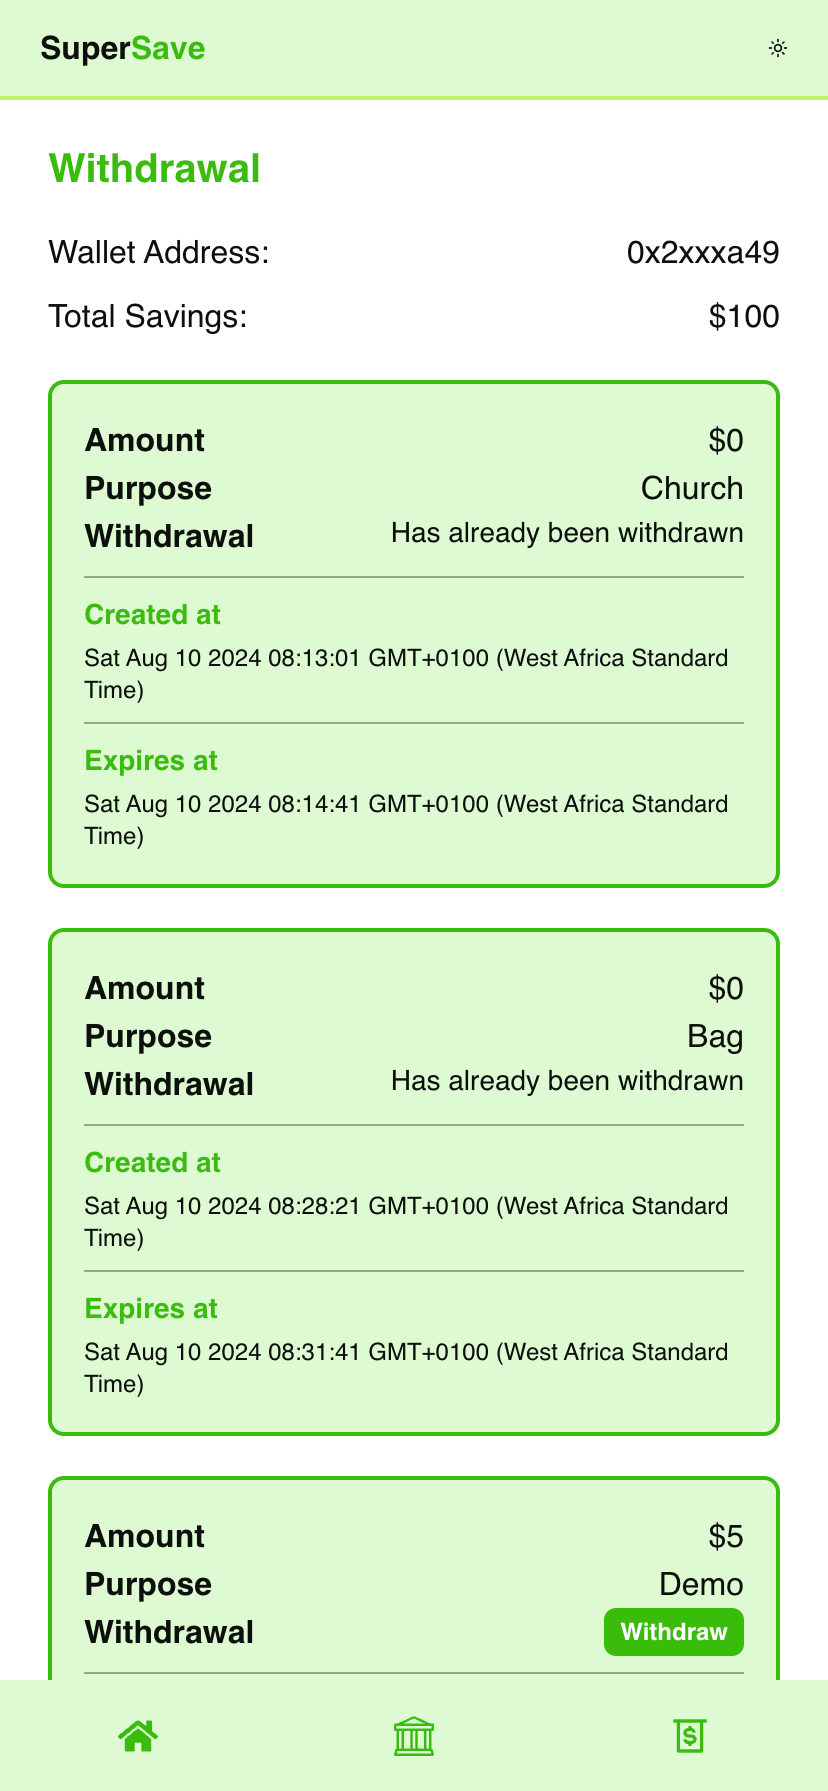 SuperSave
Withdrawal
Wallet Address: 0x2xxxa49
Total Savings: $100
Amount $0
Purpose Church
Withdrawal Has already been withdrawn
Created at
Sat Aug 10 2024 08:13:01 GMT+0100 (West Africa Standard
Time)
Expires at
Sat Aug 10 2024 08:14:41 GMT+0100 (West Africa Standard
Time)
Amount $0
Purpose Bag
Withdrawal Has already been withdrawn
Created at
Sat Aug 10 2024 08:28:21 GMT+0100 (West Africa Standard
Time)
Expires at
Sat Aug 10 2024 08:31:41 GMT+0100 (West Africa Standard
Time)
Amount $5
Purpose Demo
Withdrawal Withdraw
$